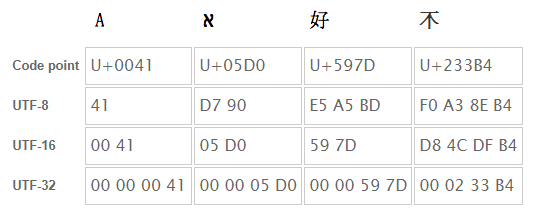 A א 好 不
Code point U+0041 U+05D0 U+597D U+233B4
UTF-8 41 D7 90 E5 A5 BD F0 A3 8E B4
UTF-16 00 41 05 D0 59 7D D8 4C DF B4
UTF-32 00 00 00 41 00 00 05 D0 00 00 59 7D 00 02 33 B4